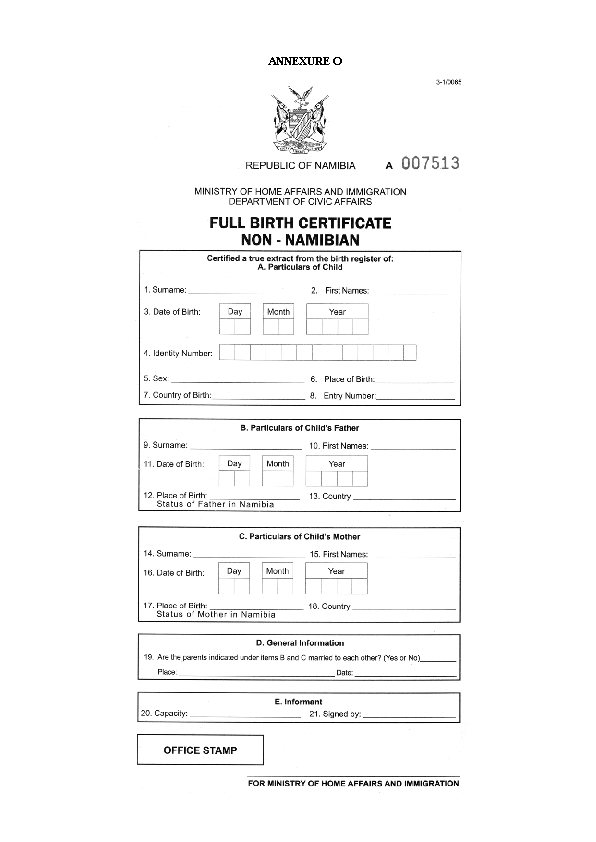 ANNEXURE O
3-1/0065
REPUBLIC OF NAMIBIA A 007513
MINISTRY OF HOME AFFAIRS AND IMMIGRATION
DEPARTMENT OF CIVIC AFFAIRS
FULL BIRTH CERTIFICATE
NON - NAMIBIAN
Certified a true extract from the birth register of:
A. Particulars of Child
1. Surname: 2. First Names:
3. Date of Birth: Day Month Year
4. Identity Number:
5. Sex: 6. Place of Birth:
7. Country of Birth: 8. Entry Number:
B. Particulars of Child's Father
9. Surname: 10. First Names:
11. Date of Birth: Day Month Year
12. Place of Birth: 13. Country
Status of Father in Namibia
C. Particulars of Child's Mother
14. Surname: 15. First Names:
16. Date of Birth: Day Month Year
17. Place of Birth: 18. Country
Status of Mother in Namibia
D. General Information
19. Are the parents indicated under items B and C married to each other? (Yes or No)
Place: Date:
E. Informant
20. Capacity: 21. Signed by:
OFFICE STAMP
FOR MINISTRY OF HOME AFFAIRS AND IMMIGRATION